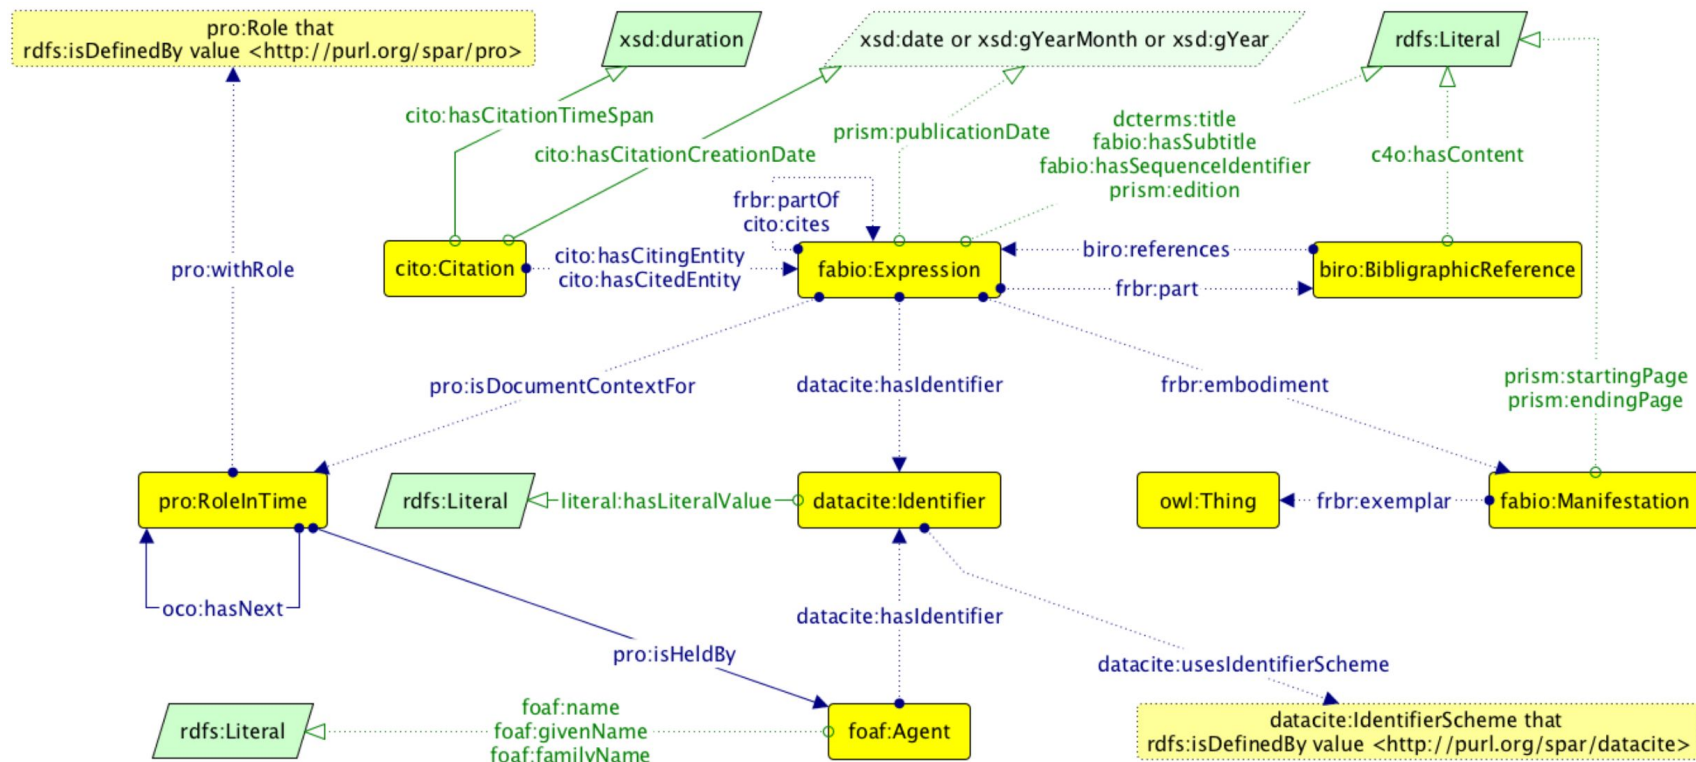 pro:Role that
rdfs:isDefinedBy value <http://purl.org/spar/pro>
xsd:duration
xsd:date or xsd:gYearMonth or xsd:gYear
rdfs:Literal
cito:hasCitationTimeSpan
cito:hasCitationCreationDate
prism:publicationDate
dcterms:title
fabio:hasSubtitle
fabio:hasSequenceIdentifier
prism:edition
c4o:hasContent
frbr:partOf
cito:cites
pro:withRole
cito:Citation
cito:hasCitingEntity
cito:hasCitedEntity
fabio:Expression
biro:references
frbr:part
biro:BibligraphicReference
pro:isDocumentContextFor
datacite:hasIdentifier
frbr:embodiment
prism:startingPage
prism:endingPage
pro:RoleInTime
rdfs:Literal
literal:hasLiteralValue
datacite:Identifier
owl:Thing
frbr:exemplar
fabio:Manifestation
oco:hasNext
datacite:hasIdentifier
pro:isHeldBy
datacite:usesIdentifierScheme
rdfs:Literal
foaf:name
foaf:givenName
foaf:familyName
foaf:Agent
datacite:IdentifierScheme that
rdfs:isDefinedBy value <http://purl.org/spar/datacite>